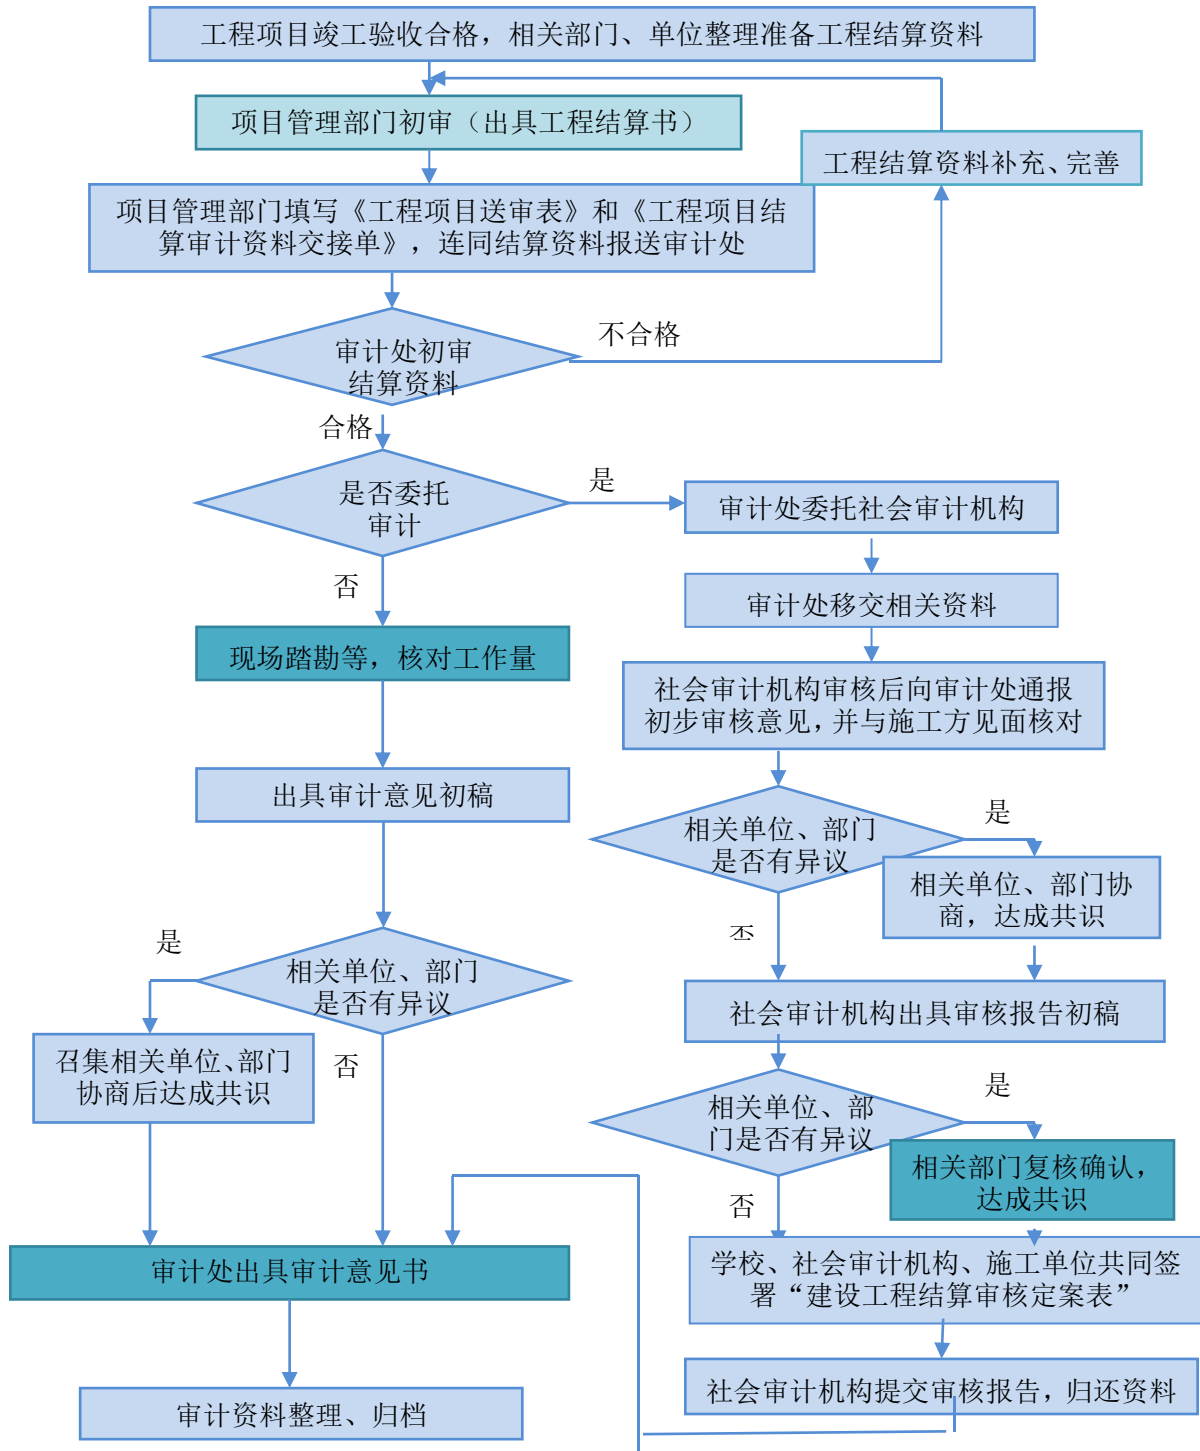 工程项目竣工验收合格，相关部门、单位整理准备工程结算资料
项目管理部门初审（出具工程结算书）
工程结算资料补充、完善
项目管理部门填写《工程项目送审表》和《工程项目结
算审计资料交接单》，连同结算资料报送审计处
不合格
审计处初审
结算资料
合格
是否委托
审计
是
审计处委托社会审计机构
否
审计处移交相关资料
现场踏勘等，核对工作量
社会审计机构审核后向审计处通报
初步审核意见，并与施工方见面核对
出具审计意见初稿
相关单位、部门
是否有异议
是
相关单位、部门协
商，达成共识
否
是
相关单位、部门
是否有异议
社会审计机构出具审核报告初稿
召集相关单位、部门
协商后达成共识
否
相关单位、部
门是否有异议
是
相关部门复核确认，
达成共识
否
审计处出具审计意见书
学校、社会审计机构、施工单位共同签
署“建设工程结算审核定案表”
社会审计机构提交审核报告，归还资料
审计资料整理、归档